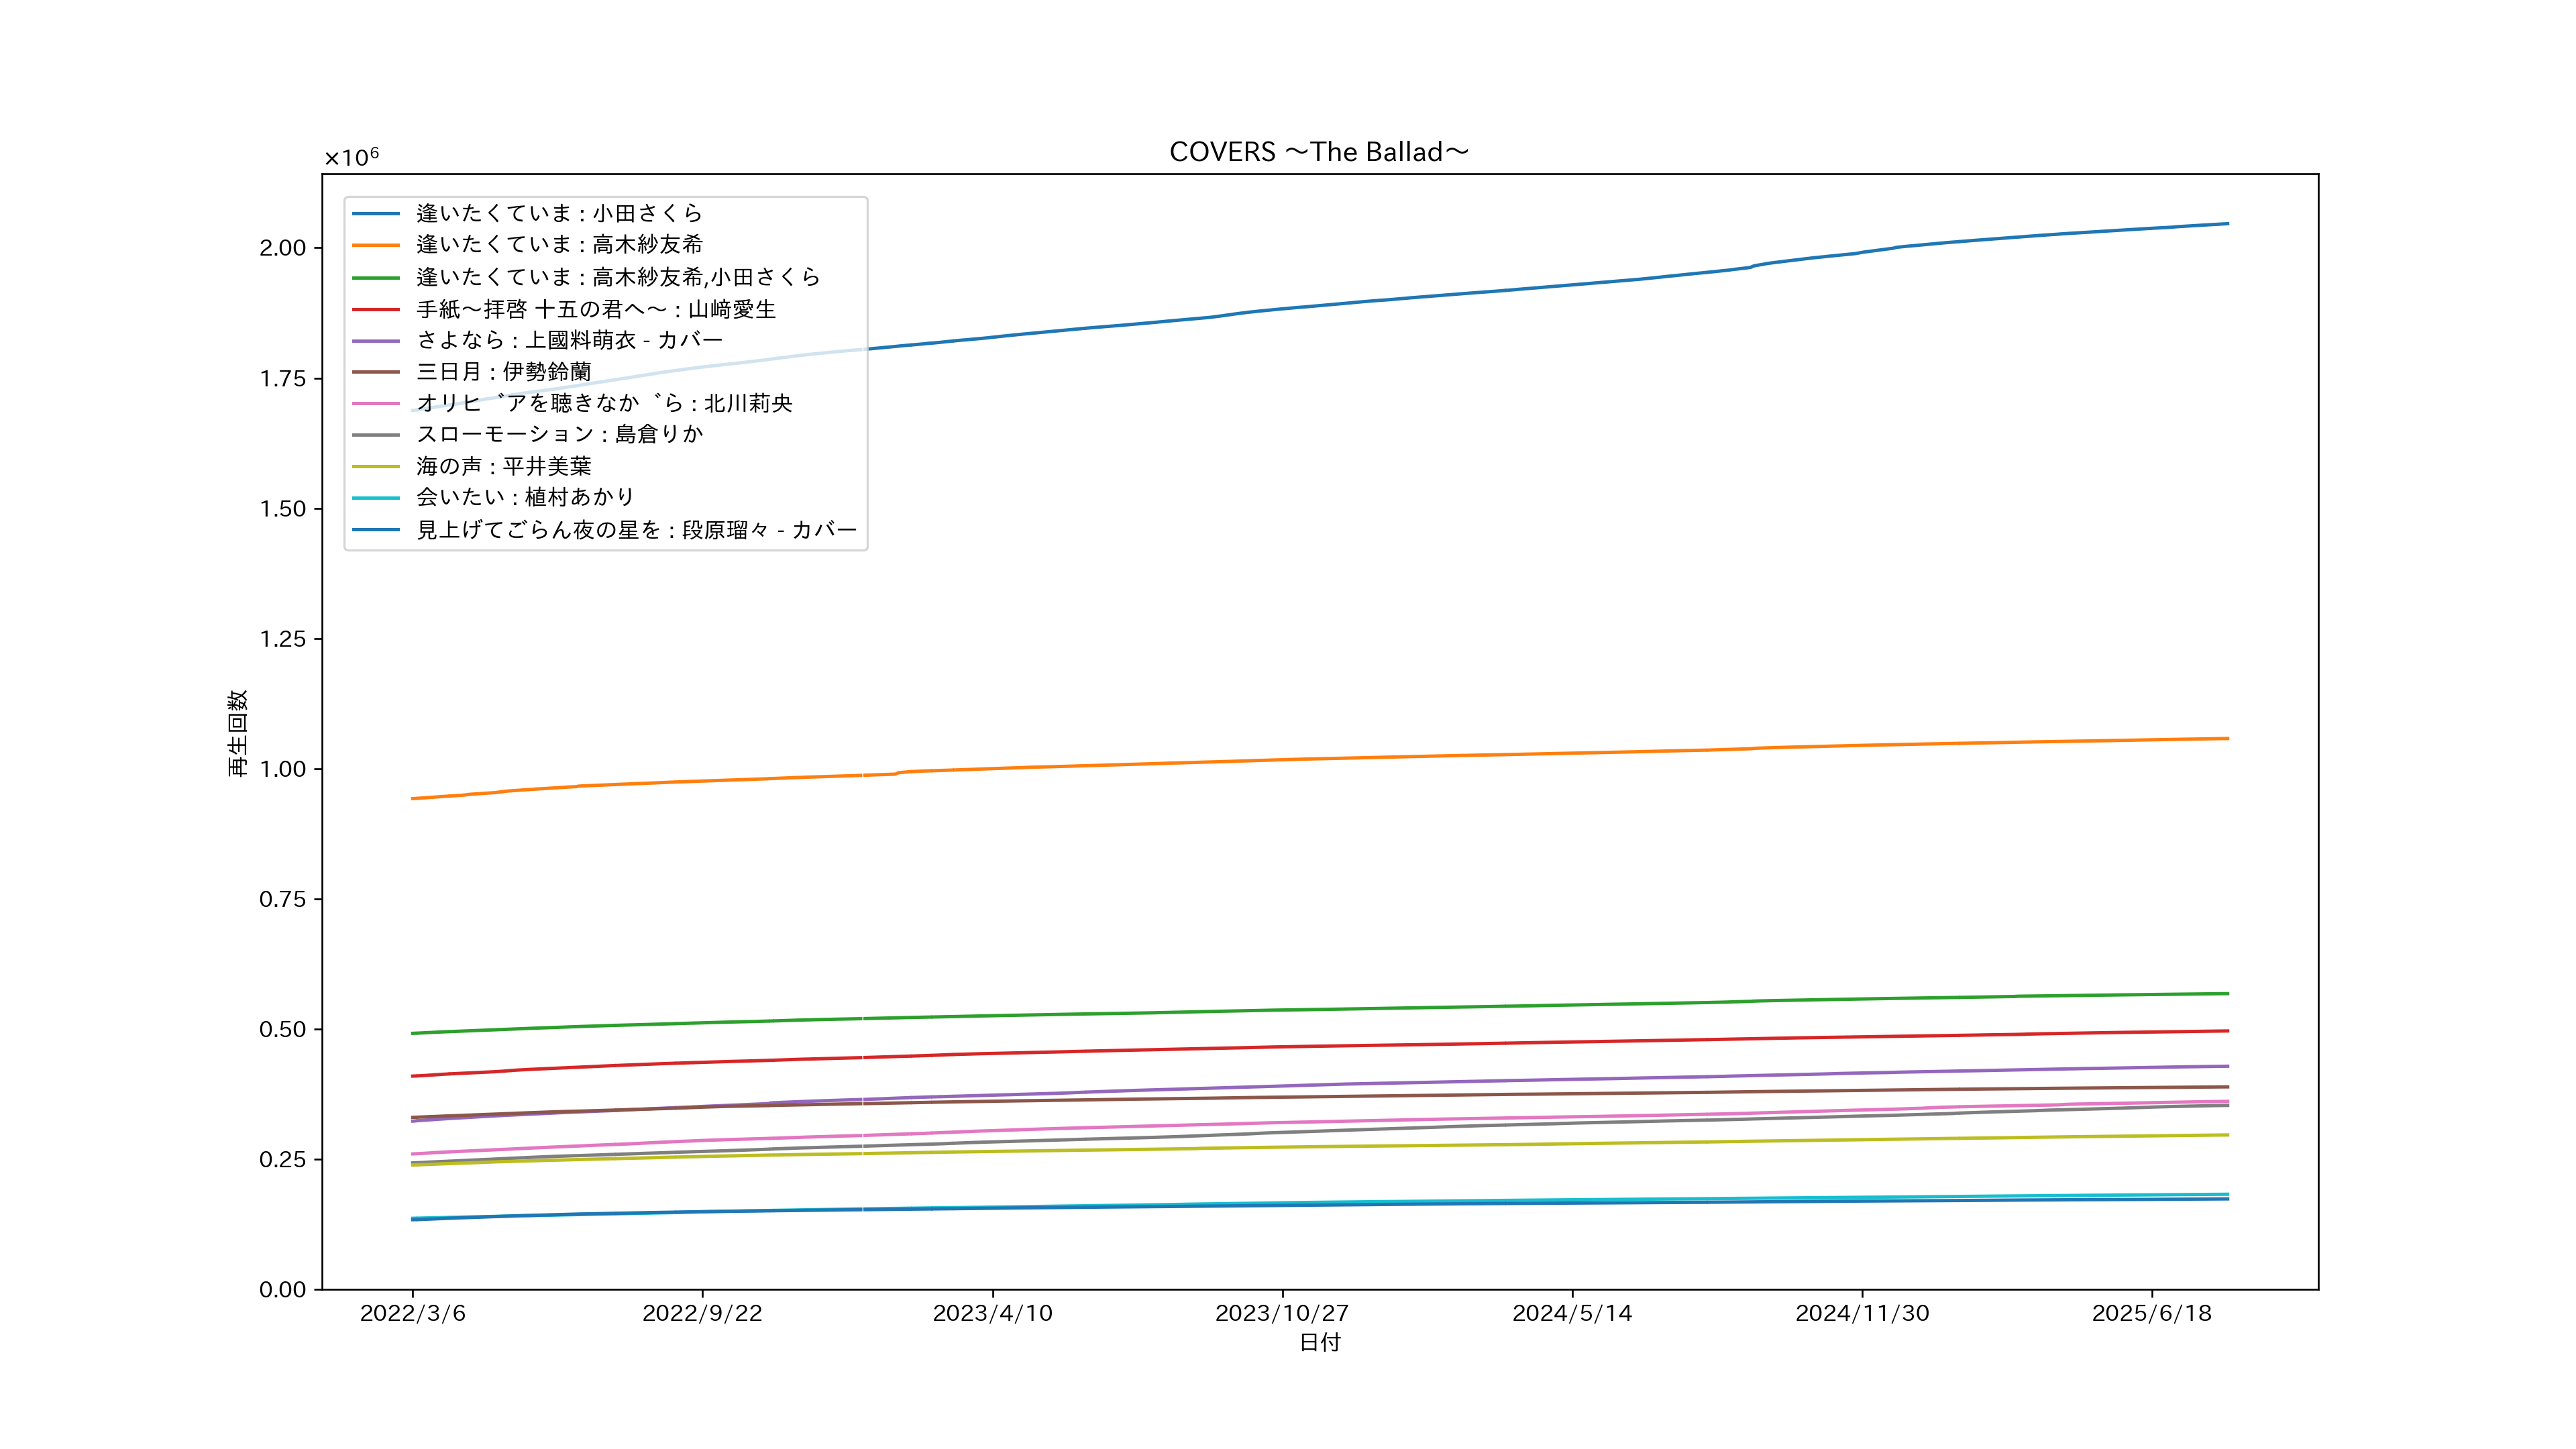 COVERS ～The Ballad～
×10⁶
2.00
1.75
1.50
1.25
1.00
0.75
0.50
0.25
0.00
再生回数
逢いたくていま : 小田さくら
逢いたくていま : 高木紗友希
逢いたくていま : 高木紗友希,小田さくら
手紙～拝啓 十五の君へ～ : 山﨑愛生
さよなら : 上國料萌衣 - カバー
三日月 : 伊勢鈴蘭
オリヒ゛アを聴きなか゛ら : 北川莉央
スローモーション : 島倉りか
海の声 : 平井美葉
会いたい : 植村あかり
見上げてごらん夜の星を : 段原瑠々 - カバー
2022/3/6
2022/9/22
2023/4/10
2023/10/27
2024/5/14
2024/11/30
2025/6/18
日付